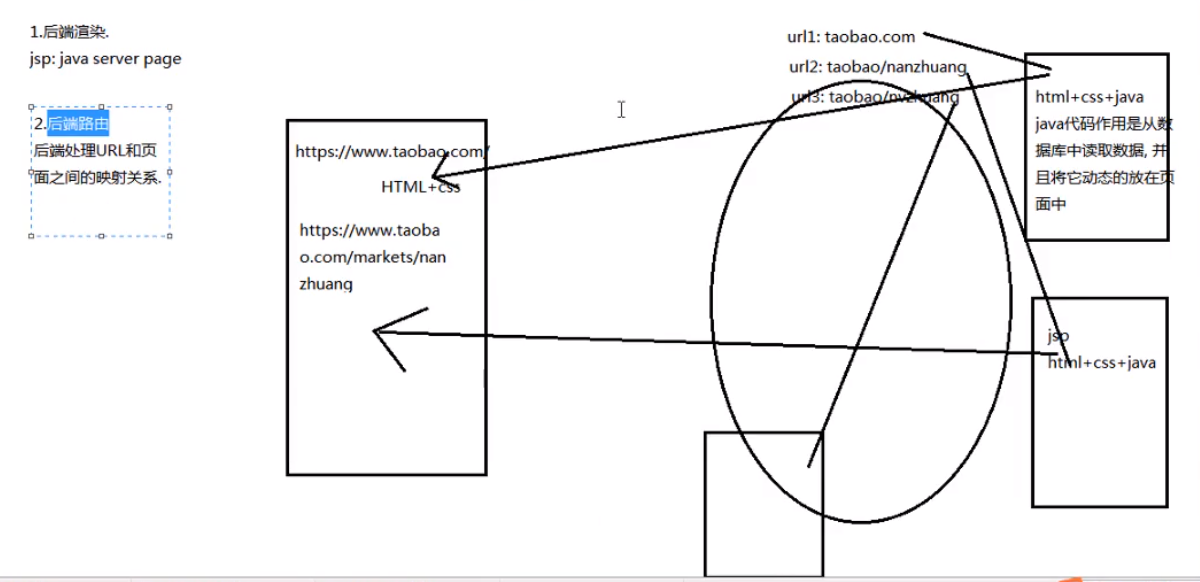 1.后端渲染.
jsp: java server page
2.后端路由
后端处理URL和页
面之间的映射关系.
https://www.taobao.com/
HTML+css
https://www.taoba
o.com/markets/nan
zhuang
url1: taobao.com
url2: taobao/nanzhuang
url3: taobao/nvzhuang
html+css+java
java代码作用是从数
据库中读取数据, 并
且将它动态的放在页
面中
jsp
html+css+java